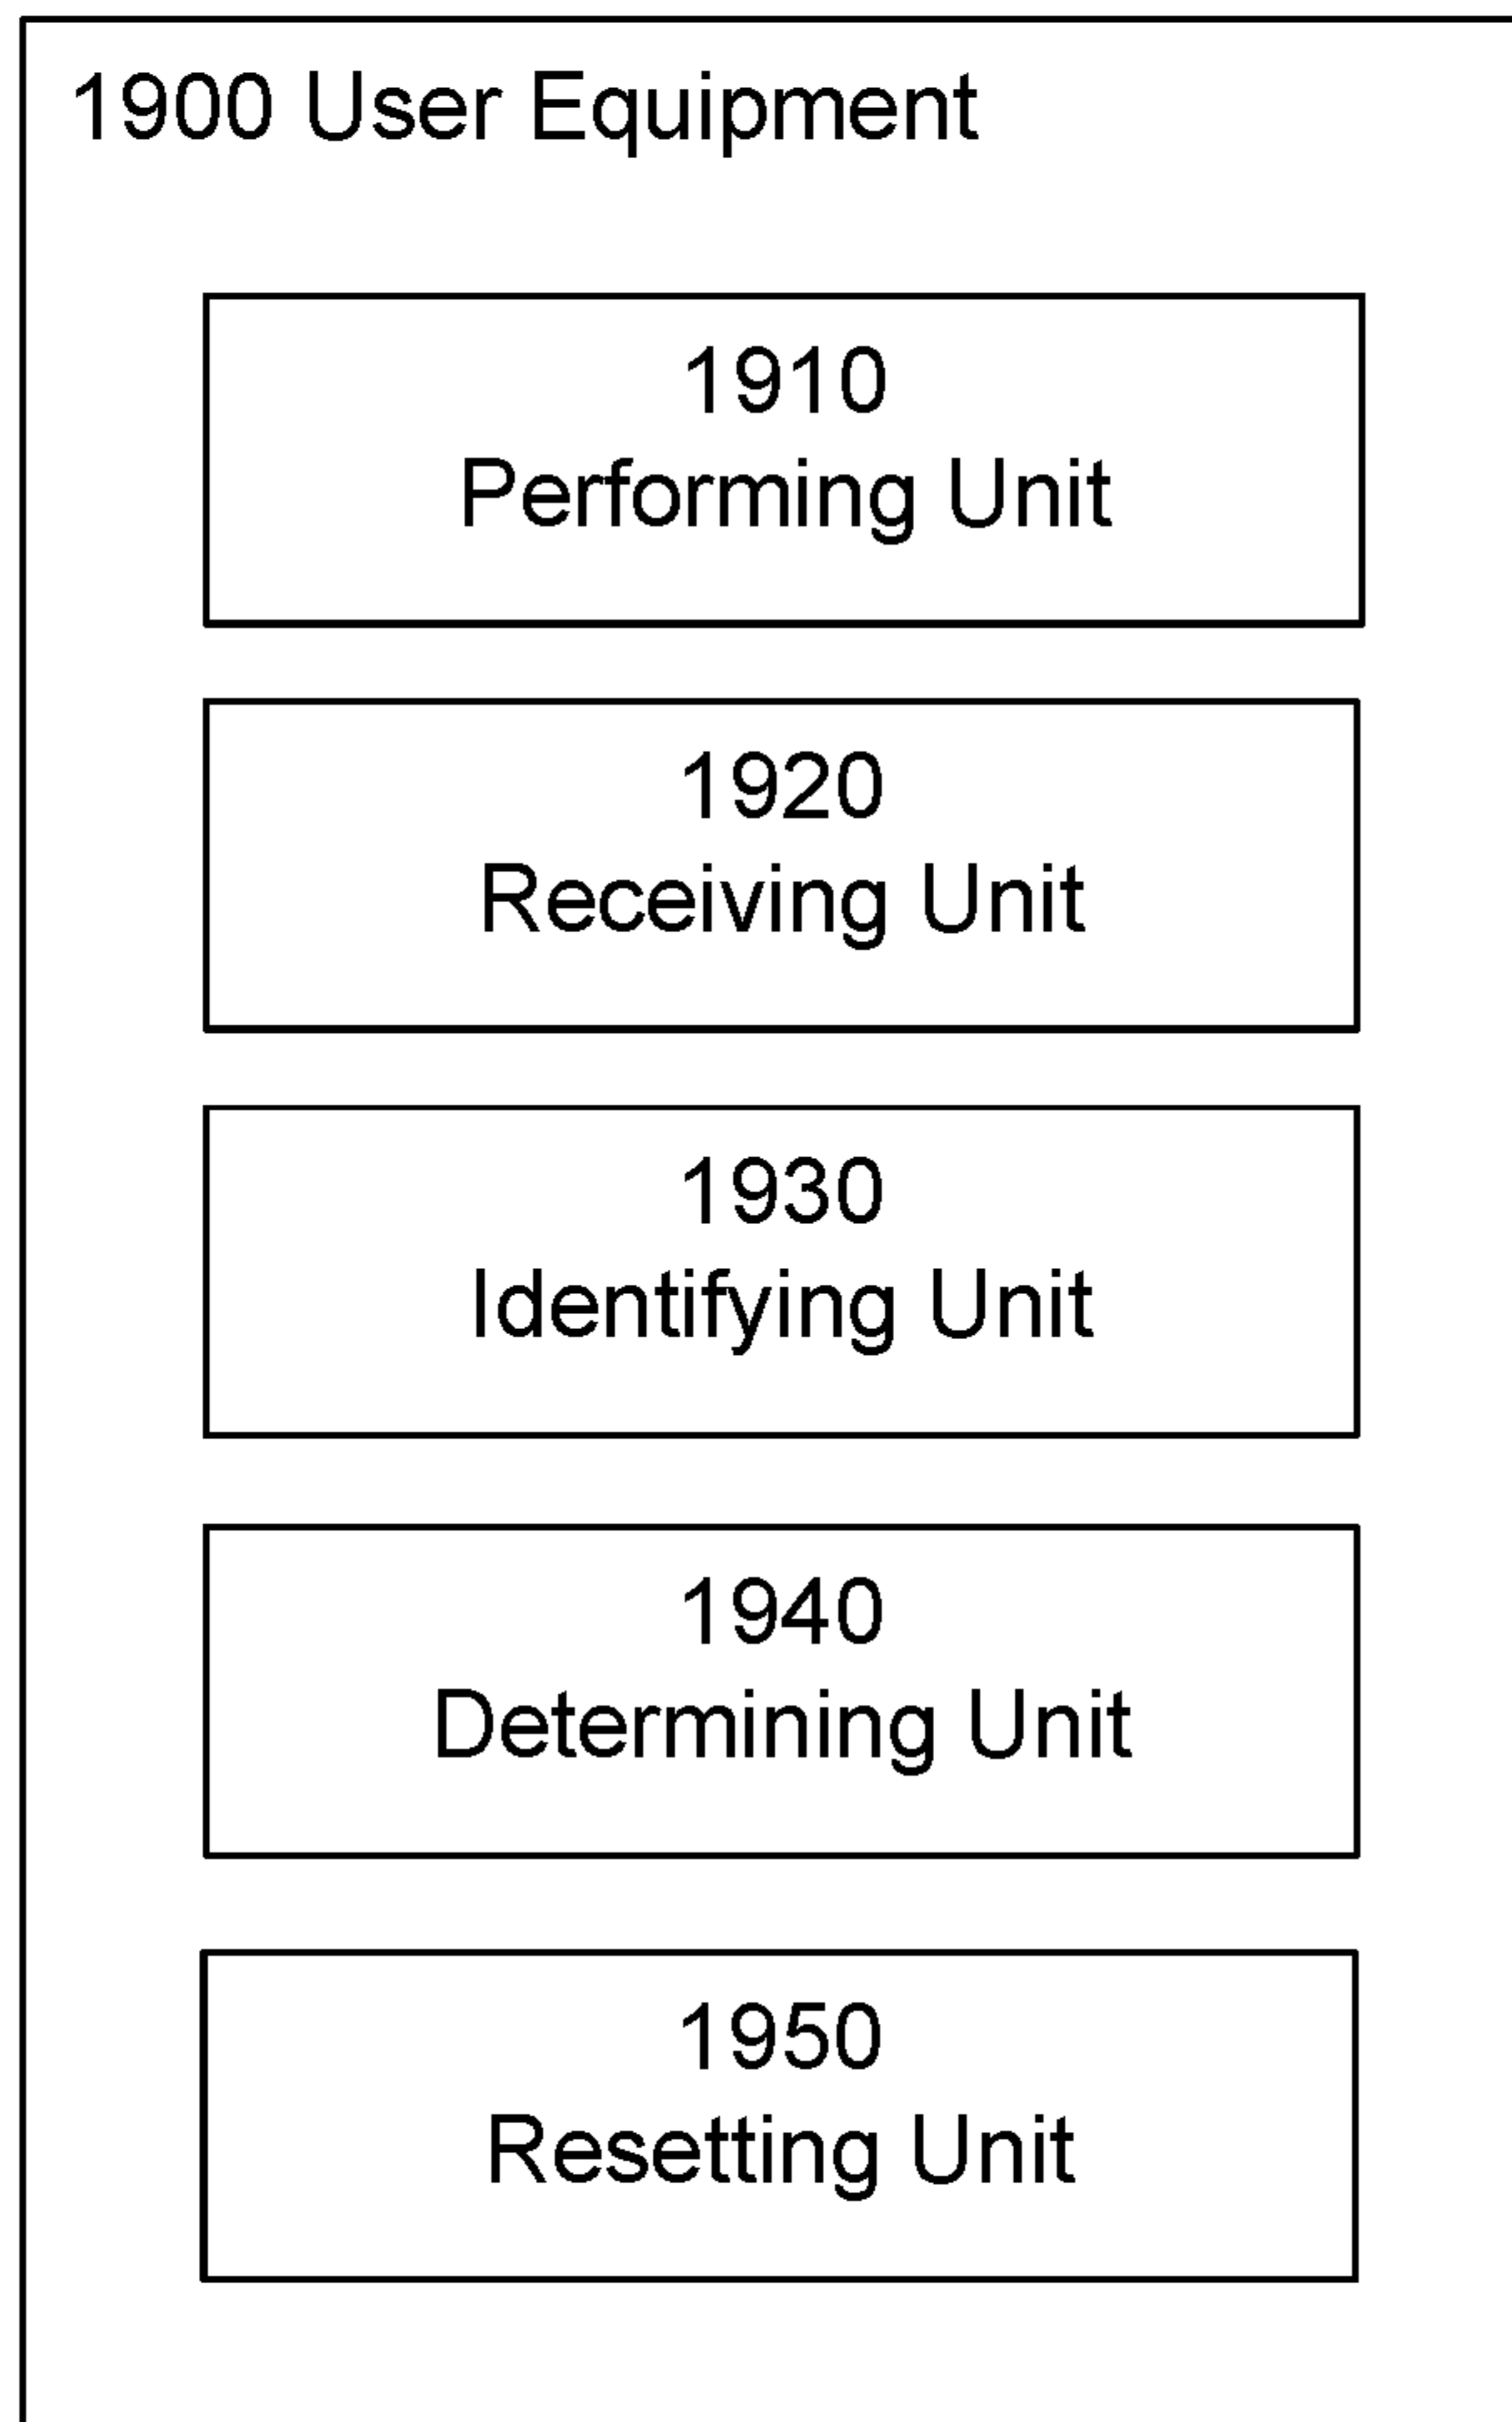 1900 User Equipment
1910
Performing Unit
1920
Receiving Unit
1930
Identifying Unit
1940
Determining Unit
1950
Resetting Unit